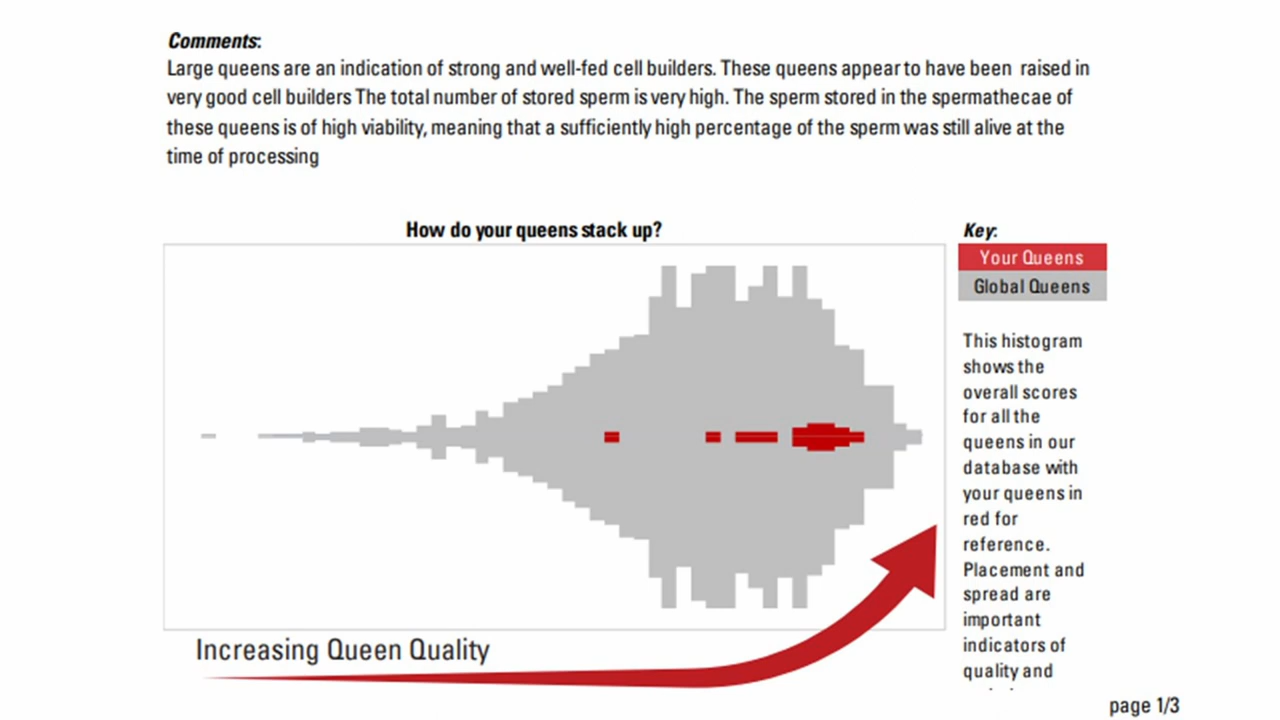 Comments:
Large queens are an indication of strong and well-fed cell builders. These queens appear to have been raised in
very good cell builders The total number of stored sperm is very high. The sperm stored in the spermathecae of
these queens is of high viability, meaning that a sufficiently high percentage of the sperm was still alive at the
time of processing
How do your queens stack up?
Key:
Your Queens
Global Queens
This histogram
shows the
overall scores
for all the
queens in our
database with
your queens in
red for
reference.
Placement and
spread are
important
indicators of
quality and
Increasing Queen Quality
page 1/3